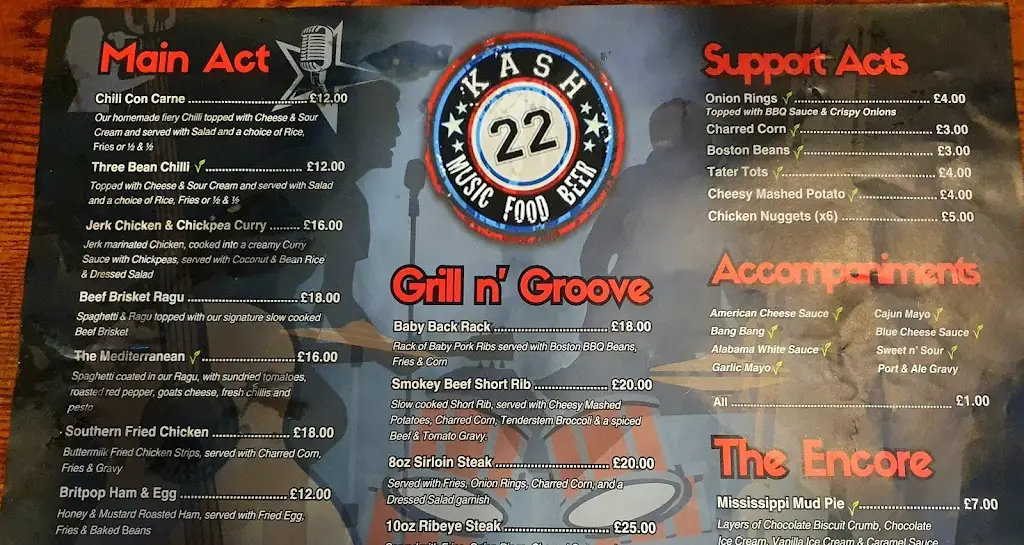 Main Act
Chili Con Carne ........ £12.00
Our homemade fiery Chilli topped with Cheese & Sour
Cream and served with Salad and a choice of Rice,
Fries or ½ & ½
Three Bean Chilli ........ £12.00
Topped with Cheese & Sour Cream and served with Salad
and a choice of Rice, Fries or ½ & ½
Jerk Chicken & Chickpea Curry ........ £16.00
Jerk marinated Chicken, cooked into a creamy Curry
Sauce with Chickpeas, served with Coconut & Bean Rice
& Dressed Salad
Beef Brisket Ragu ........ £18.00
Spaghetti & Ragu topped with our signature slow cooked
Beef Brisket
The Mediterranean ........ £16.00
Spaghetti coated in our Ragu, with sundried tomatoes,
roasted red pepper, goats cheese, fresh chillis and
pesto
Southern Fried Chicken ........ £18.00
Buttermilk Fried Chicken Strips, served with Charred Corn,
Fries & Gravy
Britpop Ham & Egg ........ £12.00
Honey & Mustard Roasted Ham, served with Fried Egg,
Fries & Baked Beans
KASH
22
MUSIC FOOD BEER
Grill n' Groove
Baby Back Rack ........ £18.00
Rack of Baby Pork Ribs served with Boston BBQ Beans,
Fries & Corn
Smokey Beef Short Rib ........ £20.00
Slow cooked Short Rib, served with Cheesy Mashed
Potatoes, Charred Corn, Tenderstem Broccoli & a spiced
Beef & Tomato Gravy.
8oz Sirloin Steak ........ £20.00
Served with Fries, Onion Rings, Charred Corn, and a
Dressed Salad garnish
10oz Ribeye Steak ........ £25.00
Support Acts
Onion Rings ........ £4.00
Topped with BBQ Sauce & Crispy Onions
Charred Corn ........ £3.00
Boston Beans ........ £3.00
Tater Tots ........ £4.00
Cheesy Mashed Potato ........ £4.00
Chicken Nuggets (x6) ........ £5.00
Accompaniments
American Cheese Sauce Cajun Mayo
Bang Bang Blue Cheese Sauce
Alabama White Sauce Sweet n' Sour
Garlic Mayo Port & Ale Gravy
All ........ £1.00
The Encore
Mississippi Mud Pie ........ £7.00
Layers of Chocolate Biscuit Crumb, Chocolate
Ice Cream, Vanilla Ice Cream & Caramel Sauce